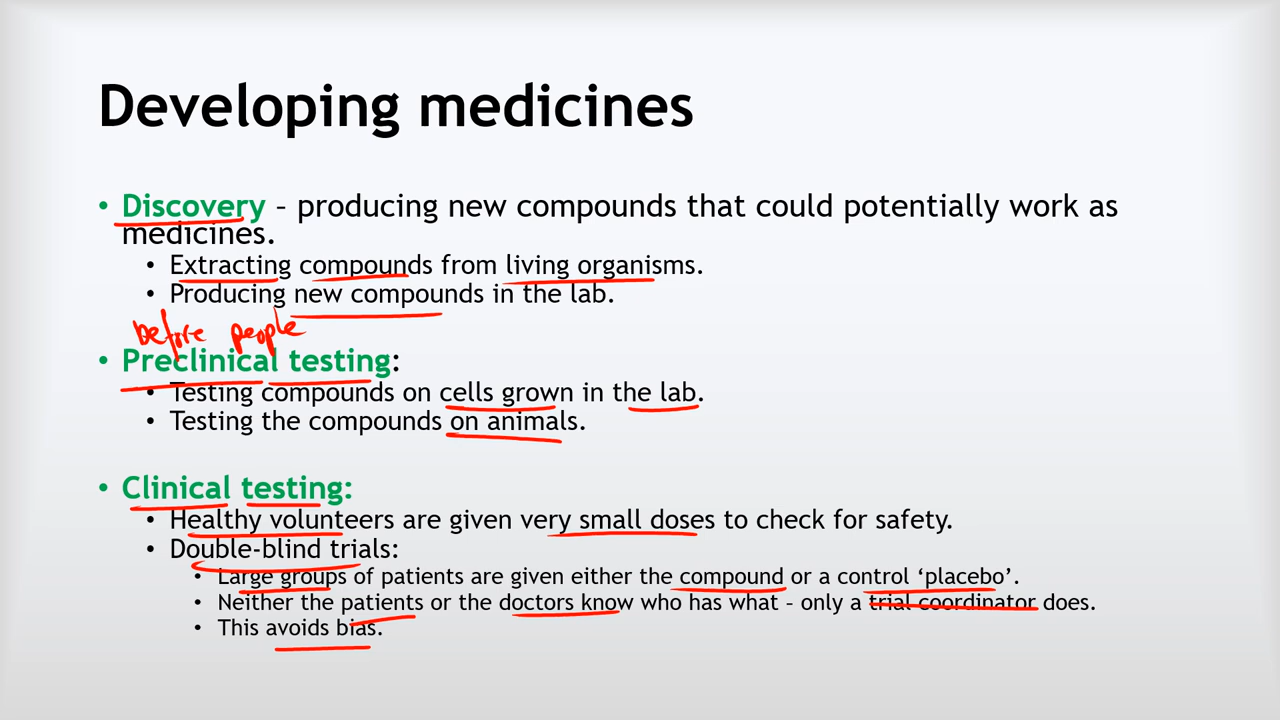 Developing medicines
• Discovery – producing new compounds that could potentially work as
medicines.
• Extracting compounds from living organisms.
• Producing new compounds in the lab.
before people
• Preclinical testing:
• Testing compounds on cells grown in the lab.
• Testing the compounds on animals.
• Clinical testing:
• Healthy volunteers are given very small doses to check for safety.
• Double-blind trials:
• Large groups of patients are given either the compound or a control ‘placebo’.
• Neither the patients or the doctors know who has what – only a trial coordinator does.
• This avoids bias.